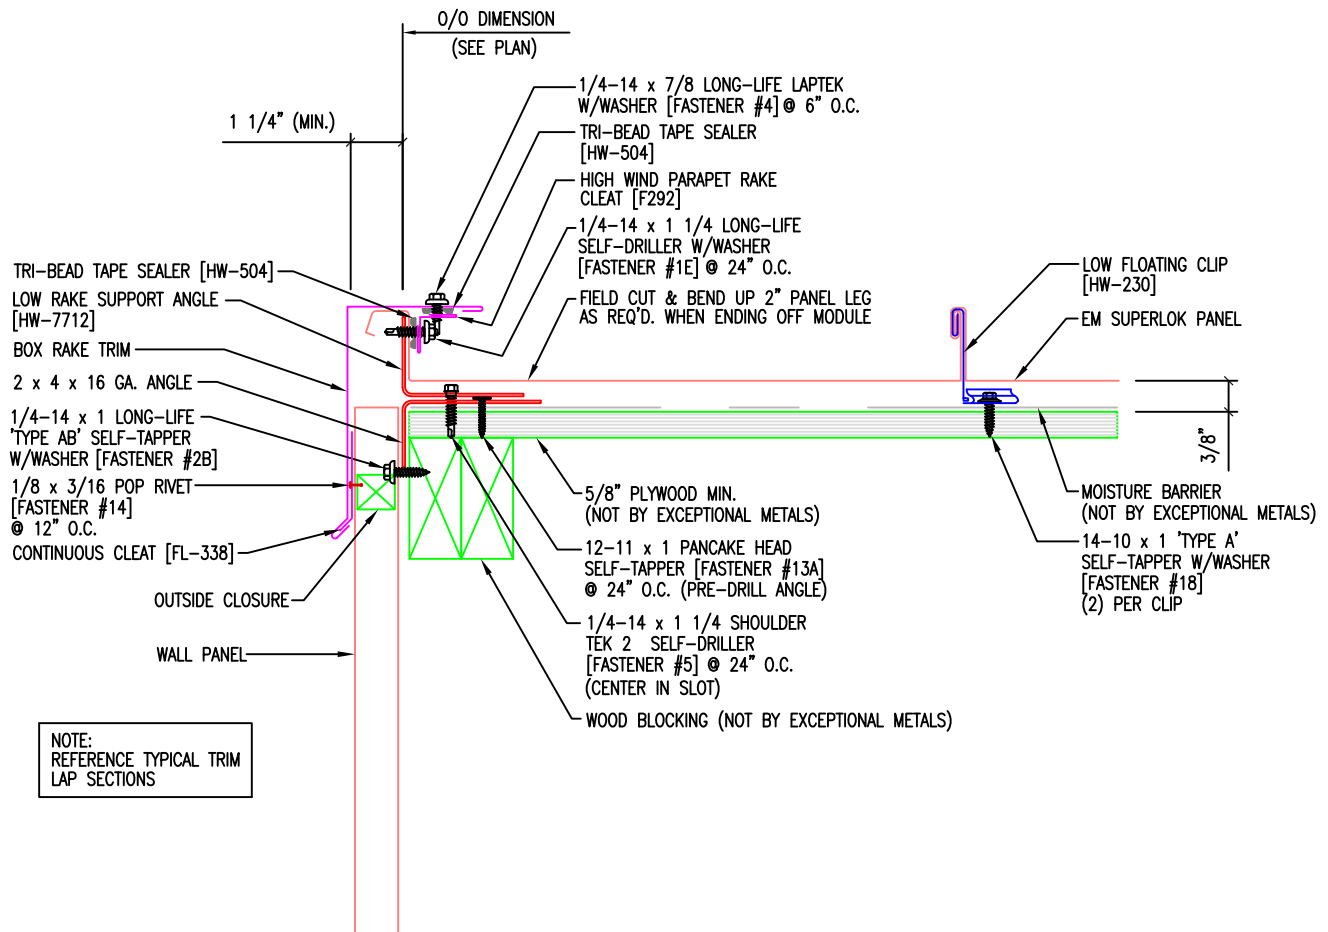 O/O DIMENSION
(SEE PLAN)
1 1/4" (MIN.)
1/4-14 x 7/8 LONG-LIFE LAPTEK
W/WASHER [FASTENER #4] @ 6" O.C.
TRI-BEAD TAPE SEALER
[HW-504]
HIGH WIND PARAPET RAKE
CLEAT [F292]
1/4-14 x 1 1/4 LONG-LIFE
SELF-DRILLER W/WASHER
[FASTENER #1E] @ 24" O.C.
FIELD CUT & BEND UP 2" PANEL LEG
AS REQ'D. WHEN ENDING OFF MODULE
TRI-BEAD TAPE SEALER [HW-504]
LOW RAKE SUPPORT ANGLE
[HW-7712]
BOX RAKE TRIM
2 x 4 x 16 GA. ANGLE
1/4-14 x 1 LONG-LIFE
'TYPE AB' SELF-TAPPER
W/WASHER [FASTENER #2B]
1/8 x 3/16 POP RIVET
[FASTENER #14]
@ 12" O.C.
CONTINUOUS CLEAT [FL-338]
OUTSIDE CLOSURE
WALL PANEL
LOW FLOATING CLIP
[HW-230]
EM SUPERLOK PANEL
3/8"
MOISTURE BARRIER
(NOT BY EXCEPTIONAL METALS)
14-10 x 1 'TYPE A'
SELF-TAPPER W/WASHER
[FASTENER #18]
(2) PER CLIP
5/8" PLYWOOD MIN.
(NOT BY EXCEPTIONAL METALS)
12-11 x 1 PANCAKE HEAD
SELF-TAPPER [FASTENER #13A]
@ 24" O.C. (PRE-DRILL ANGLE)
1/4-14 x 1 1/4 SHOULDER
TEK 2 SELF-DRILLER
[FASTENER #5] @ 24" O.C.
(CENTER IN SLOT)
WOOD BLOCKING (NOT BY EXCEPTIONAL METALS)
NOTE:
REFERENCE TYPICAL TRIM
LAP SECTIONS